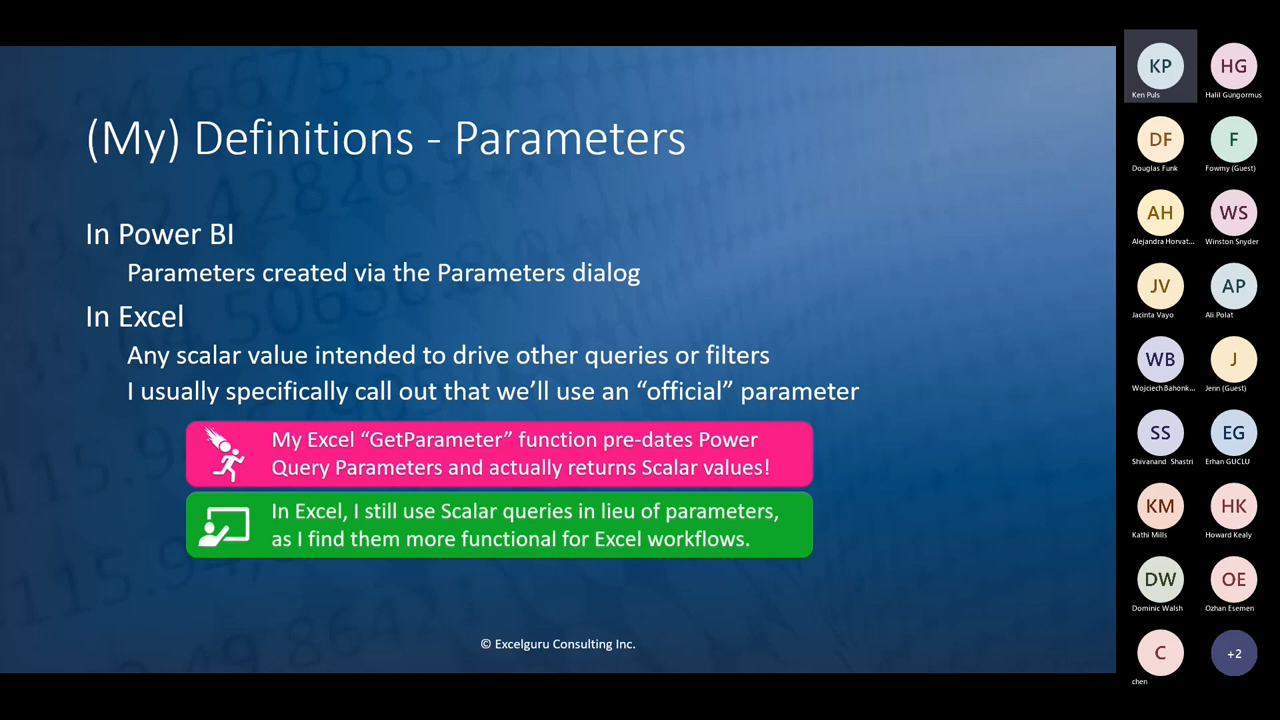 (My) Definitions - Parameters
In Power BI
Parameters created via the Parameters dialog
In Excel
Any scalar value intended to drive other queries or filters
I usually specifically call out that we’ll use an “official” parameter
My Excel “GetParameter” function pre-dates Power
Query Parameters and actually returns Scalar values!
In Excel, I still use Scalar queries in lieu of parameters,
as I find them more functional for Excel workflows.
© Excelguru Consulting Inc.
KP
Ken Puls
HG
Halil Gungormus
DF
Douglas Funk
F
Fowmy (Guest)
AH
Alejandra Horvat...
WS
Winston Snyder
JV
Jacinta Vayo
AP
Ali Polat
WB
Wojciech Bahonk...
J
Jenn (Guest)
SS
Shivanand Shastri
EG
Erhan GUCLU
KM
Kathi Mills
HK
Howard Kealy
DW
Dominic Walsh
OE
Ozhan Esemen
C
chen
+2